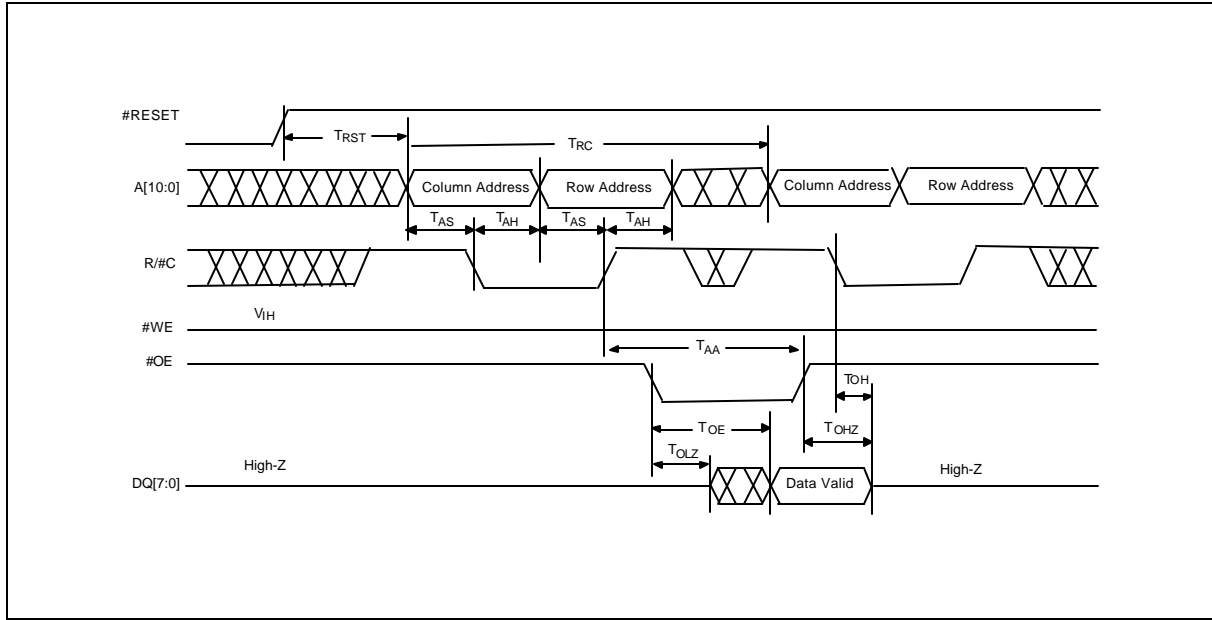 #RESET
TRST
TRC
A[10:0]
Column Address
Row Address
Column Address
Row Address
TAS
TAH
TAS
TAH
R/#C
VIH
#WE
TAA
#OE
TOH
TOE
TOHZ
TOLZ
High-Z
High-Z
DQ[7:0]
Data Valid